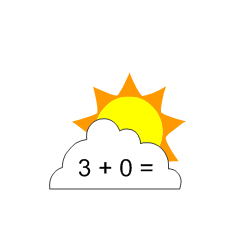 3 + 0 =